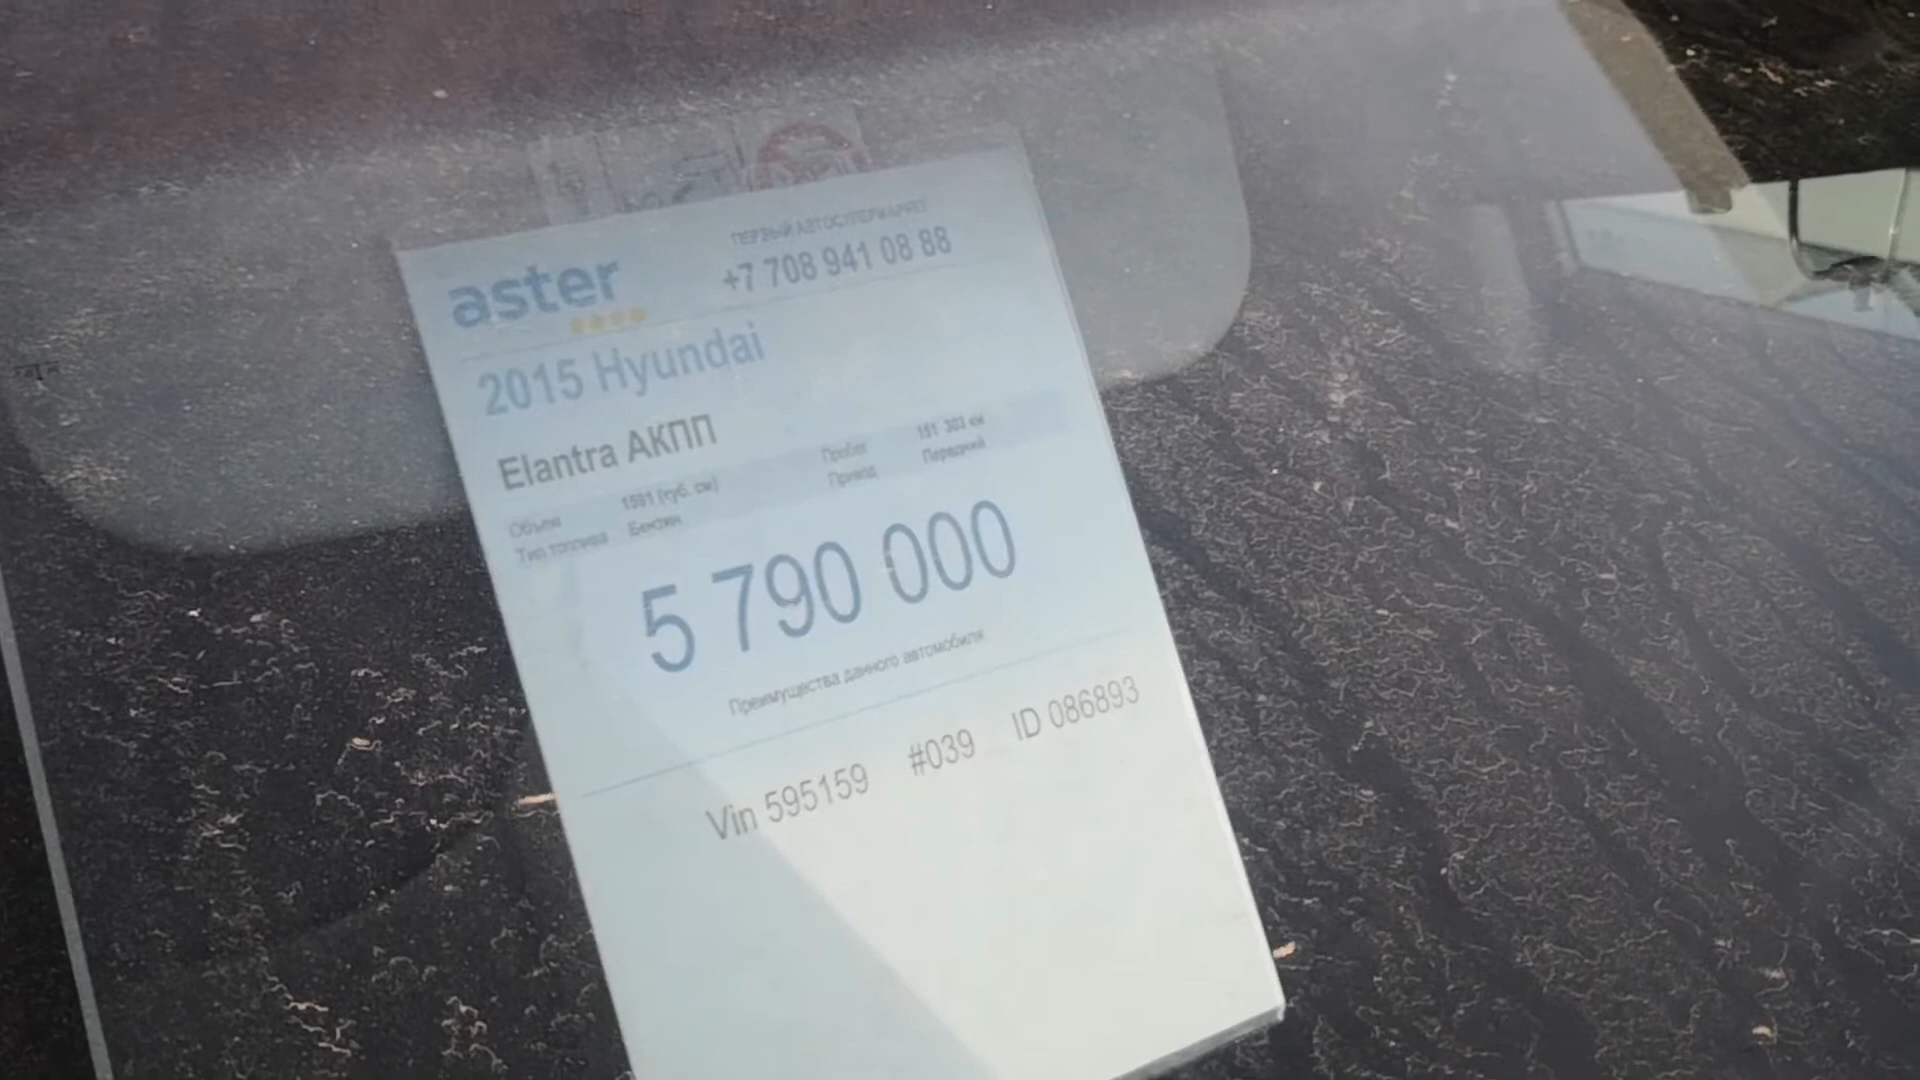 ПЕРВЫЙ АВТОСУПЕРМАРКЕТ
aster
+7 708 941 08 88
2015 Hyundai
Elantra АКПП
Объем 1591 (куб. см) Пробег 151 303 км
Тип топлива Бензин Привод Передний
5 790 000
Преимущества данного автомобиля
Vin 595159 #039 ID 086893